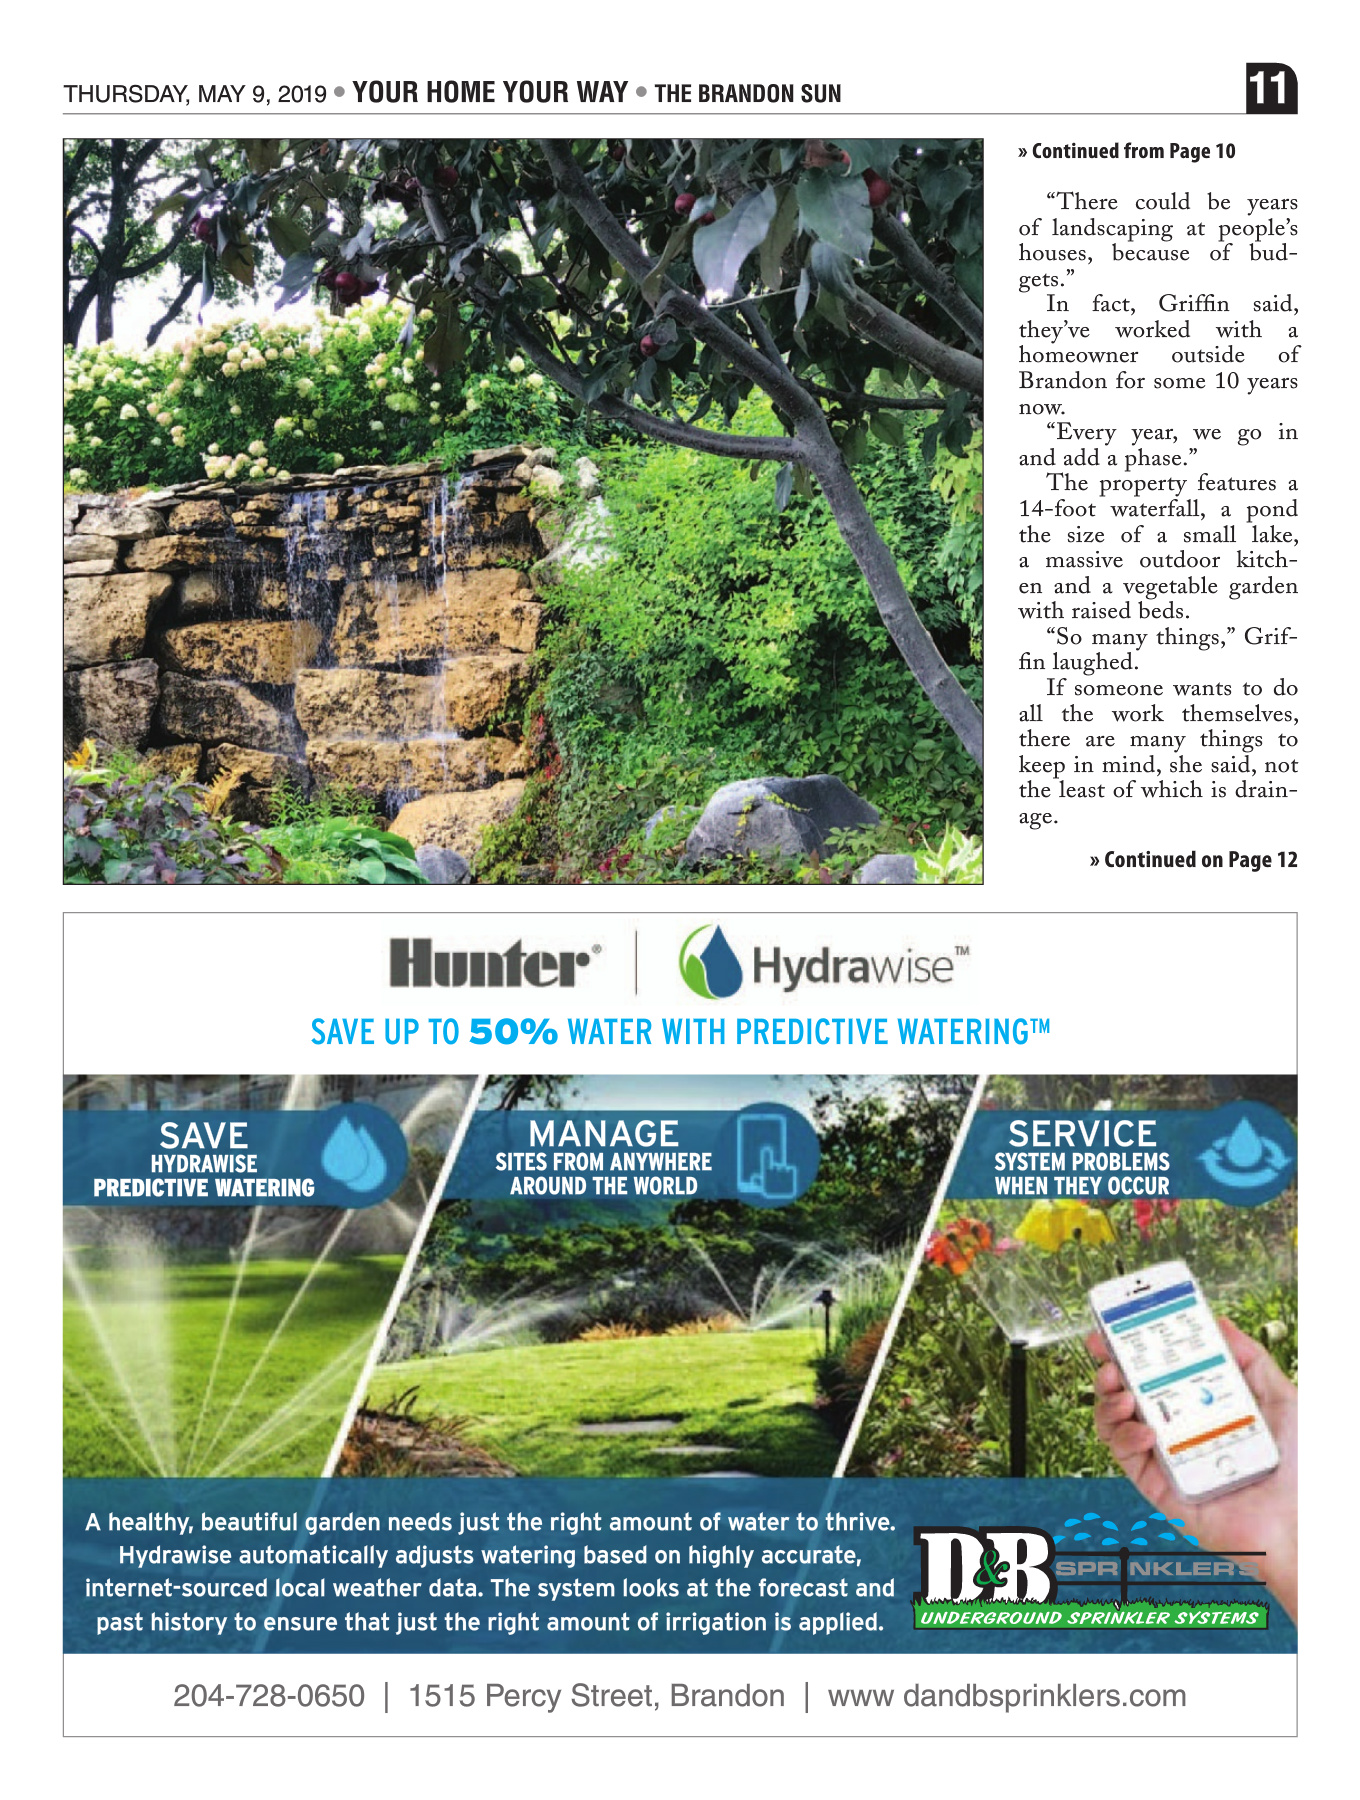 THURSDAY, MAY 9, 2019 • YOUR HOME YOUR WAY • THE BRANDON SUN
11
» Continued from Page 10
“There could be years
of landscaping at people’s
houses, because of bud-
gets.”
In fact, Griffin said,
they’ve worked with a
homeowner outside of
Brandon for some 10 years
now.
“Every year, we go in
and add a phase.”
The property features a
14-foot waterfall, a pond
the size of a small lake,
a massive outdoor kitch-
en and a vegetable garden
with raised beds.
“So many things,” Grif-
fin laughed.
If someone wants to do
all the work themselves,
there are many things to
keep in mind, she said, not
the least of which is drain-
age.
» Continued on Page 12
Hunter® | Hydrawise™
SAVE UP TO 50% WATER WITH PREDICTIVE WATERING™
SAVE
HYDRAWISE
PREDICTIVE WATERING
MANAGE
SITES FROM ANYWHERE
AROUND THE WORLD
SERVICE
SYSTEM PROBLEMS
WHEN THEY OCCUR
A healthy, beautiful garden needs just the right amount of water to thrive.
Hydrawise automatically adjusts watering based on highly accurate,
internet-sourced local weather data. The system looks at the forecast and
past history to ensure that just the right amount of irrigation is applied.
D&B SPRINKLERS
UNDERGROUND SPRINKLER SYSTEMS
204-728-0650 | 1515 Percy Street, Brandon | www dandbsprinklers.com